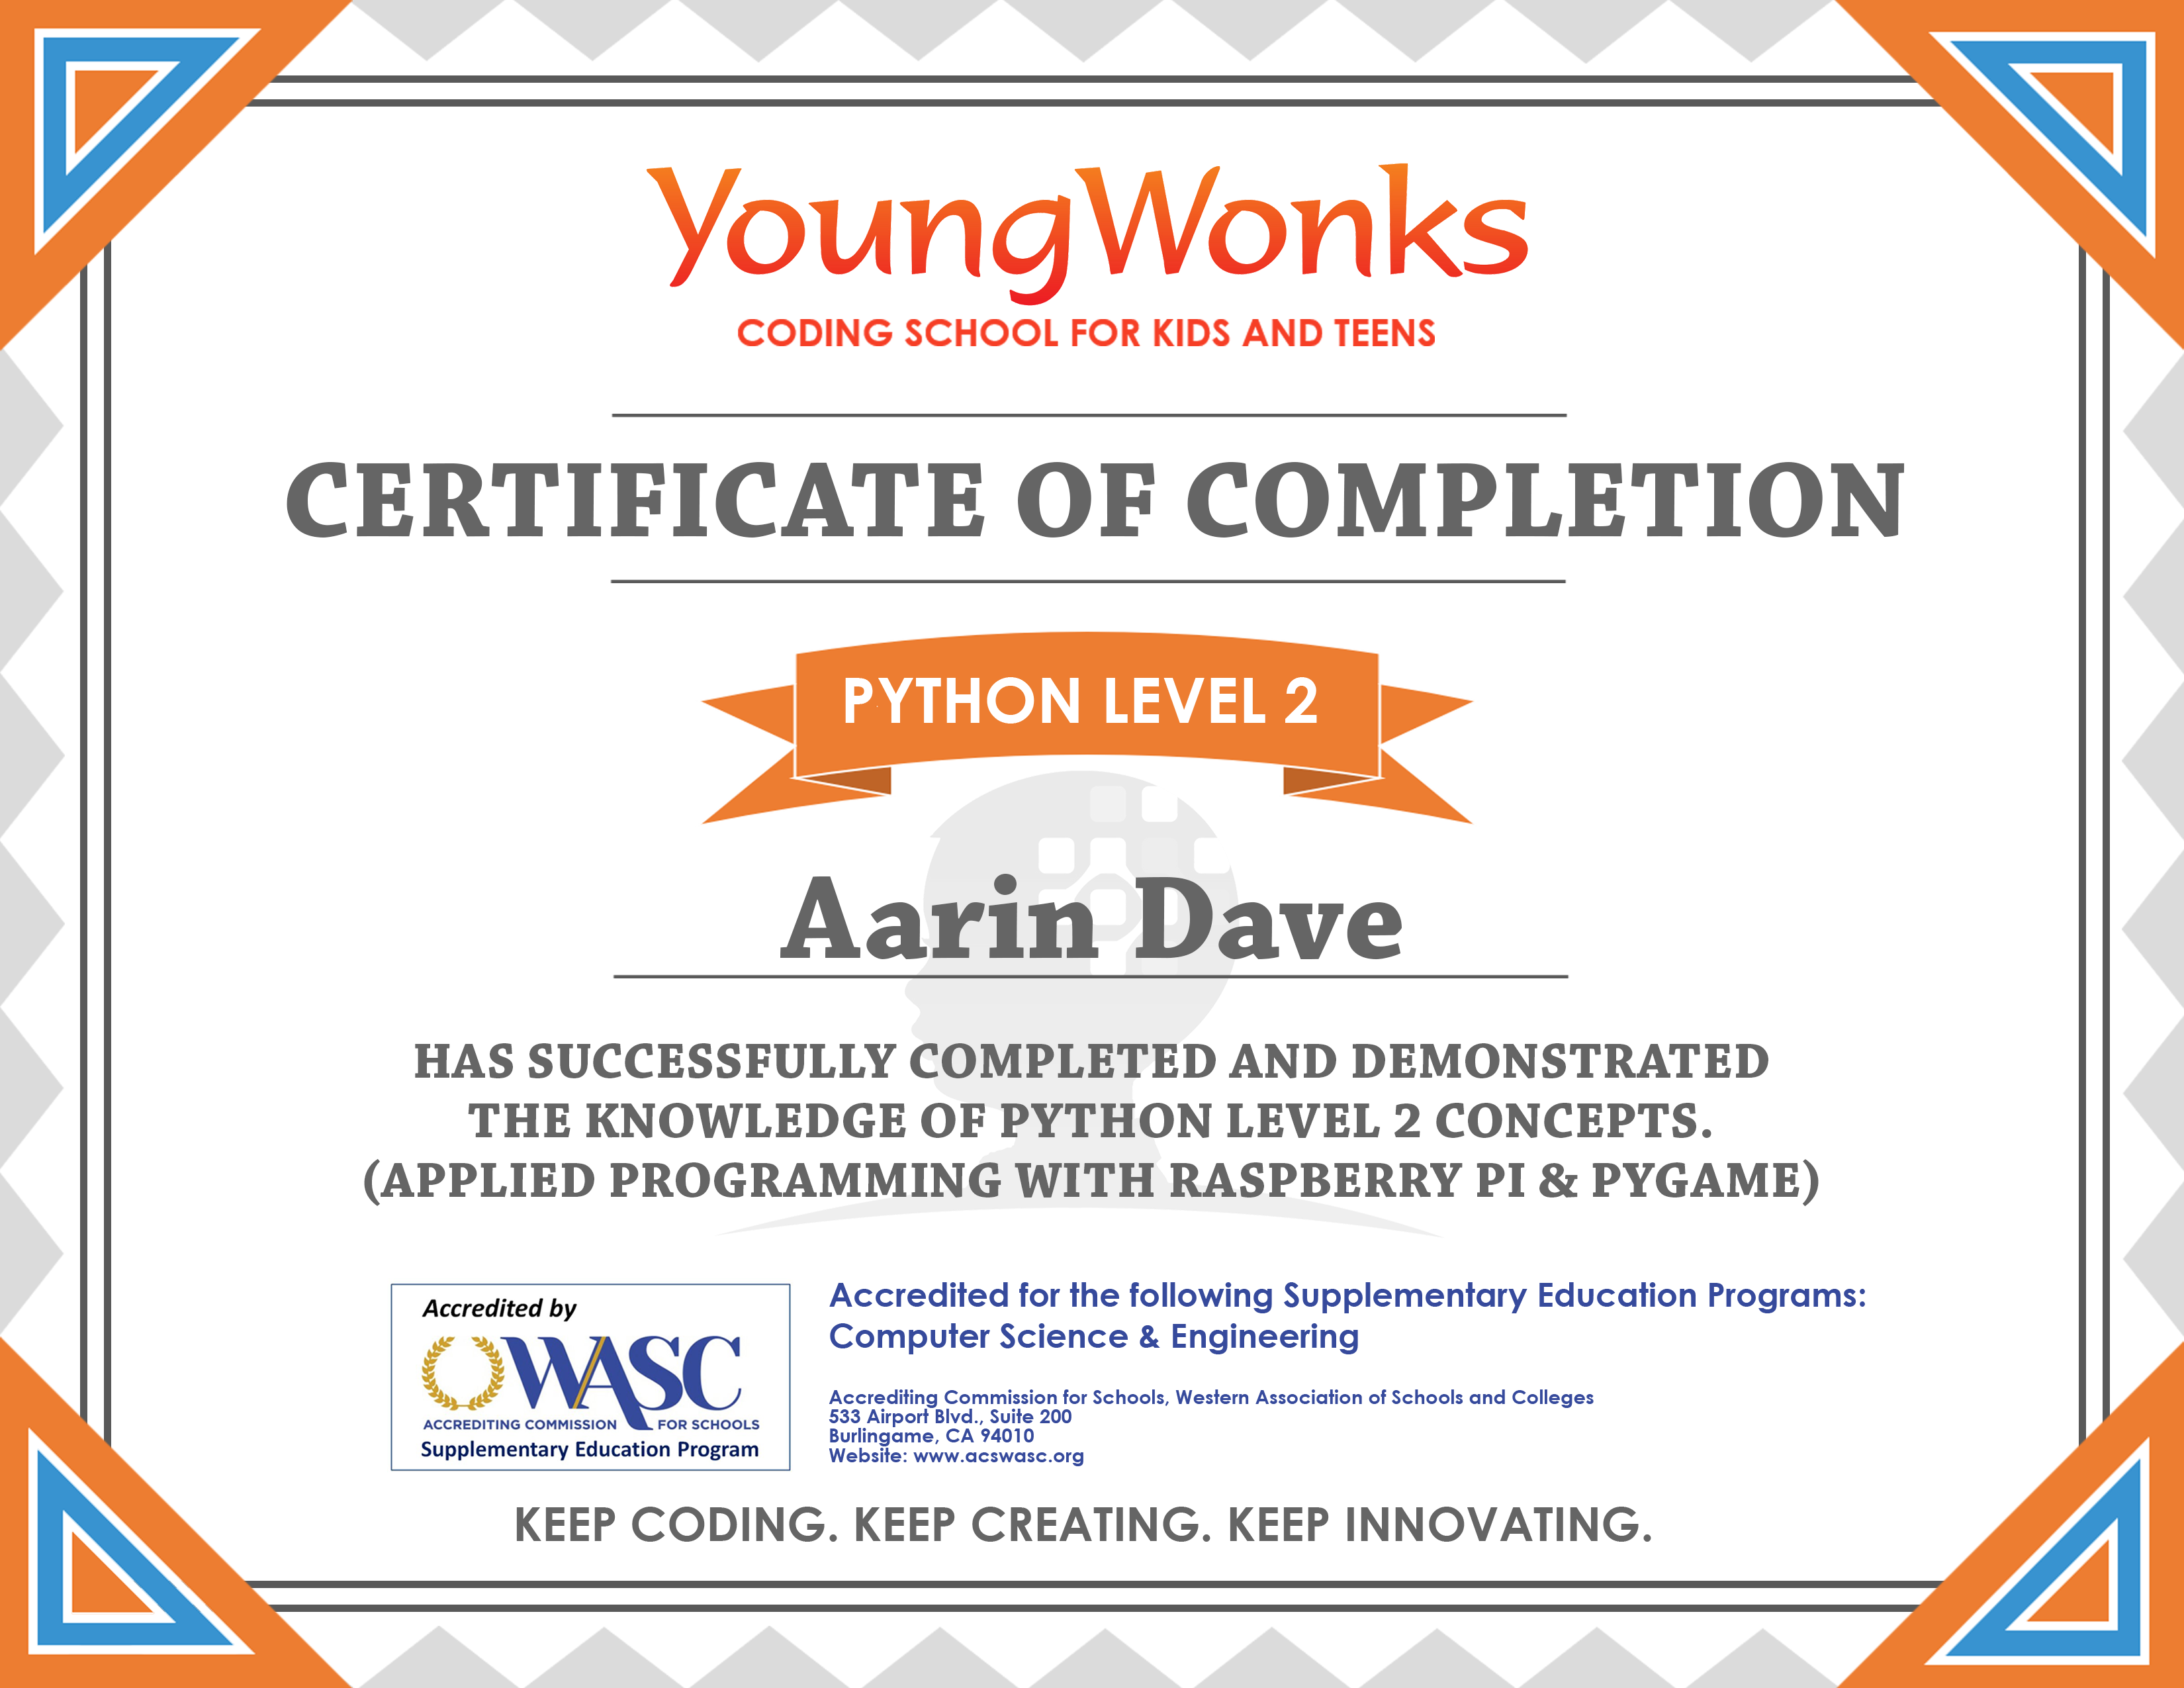 YoungWonks
CODING SCHOOL FOR KIDS AND TEENS
CERTIFICATE OF COMPLETION
PYTHON LEVEL 2
Aarin Dave
HAS SUCCESSFULLY COMPLETED AND DEMONSTRATED
THE KNOWLEDGE OF PYTHON LEVEL 2 CONCEPTS.
(APPLIED PROGRAMMING WITH RASPBERRY PI & PYGAME)
Accredited by
WASC
ACCREDITING COMMISSION FOR SCHOOLS
Supplementary Education Program
Accredited for the following Supplementary Education Programs:
Computer Science & Engineering
Accrediting Commission for Schools, Western Association of Schools and Colleges
533 Airport Blvd., Suite 200
Burlingame, CA 94010
Website: www.acswasc.org
KEEP CODING. KEEP CREATING. KEEP INNOVATING.